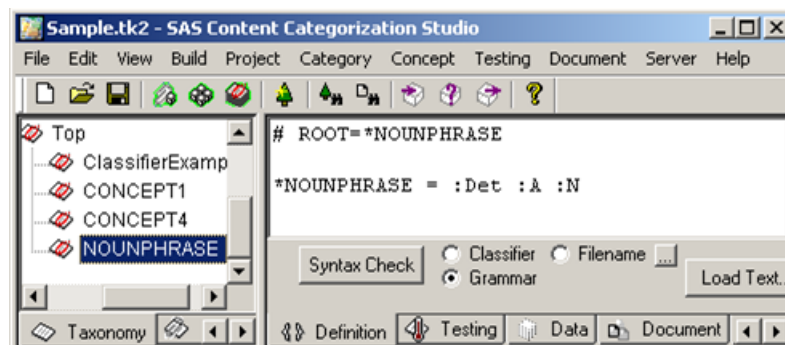 Sample.tk2 - SAS Content Categorization Studio
File Edit View Build Project Category Concept Testing Document Server Help
Top
ClassifierExamp
CONCEPT1
CONCEPT4
NOUNPHRASE
# ROOT=*NOUNPHRASE
*NOUNPHRASE = :Det :A :N
Syntax Check
Classifier Filename ...
Grammar
Load Text..
Taxonomy
Definition Testing Data Document